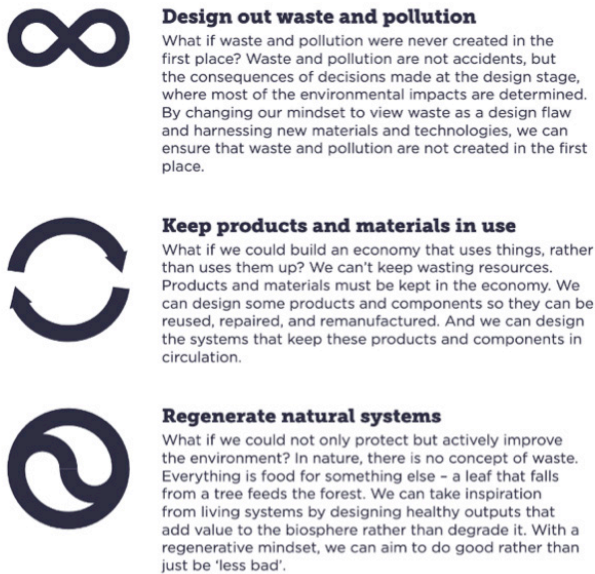 Design out waste and pollution
What if waste and pollution were never created in the
first place? Waste and pollution are not accidents, but
the consequences of decisions made at the design stage,
where most of the environmental impacts are determined.
By changing our mindset to view waste as a design flaw
and harnessing new materials and technologies, we can
ensure that waste and pollution are not created in the first
place.
Keep products and materials in use
What if we could build an economy that uses things, rather
than uses them up? We can't keep wasting resources.
Products and materials must be kept in the economy. We
can design some products and components so they can be
reused, repaired, and remanufactured. And we can design
the systems that keep these products and components in
circulation.
Regenerate natural systems
What if we could not only protect but actively improve
the environment? In nature, there is no concept of waste.
Everything is food for something else – a leaf that falls
from a tree feeds the forest. We can take inspiration
from living systems by designing healthy outputs that
add value to the biosphere rather than degrade it. With a
regenerative mindset, we can aim to do good rather than
just be ‘less bad’.